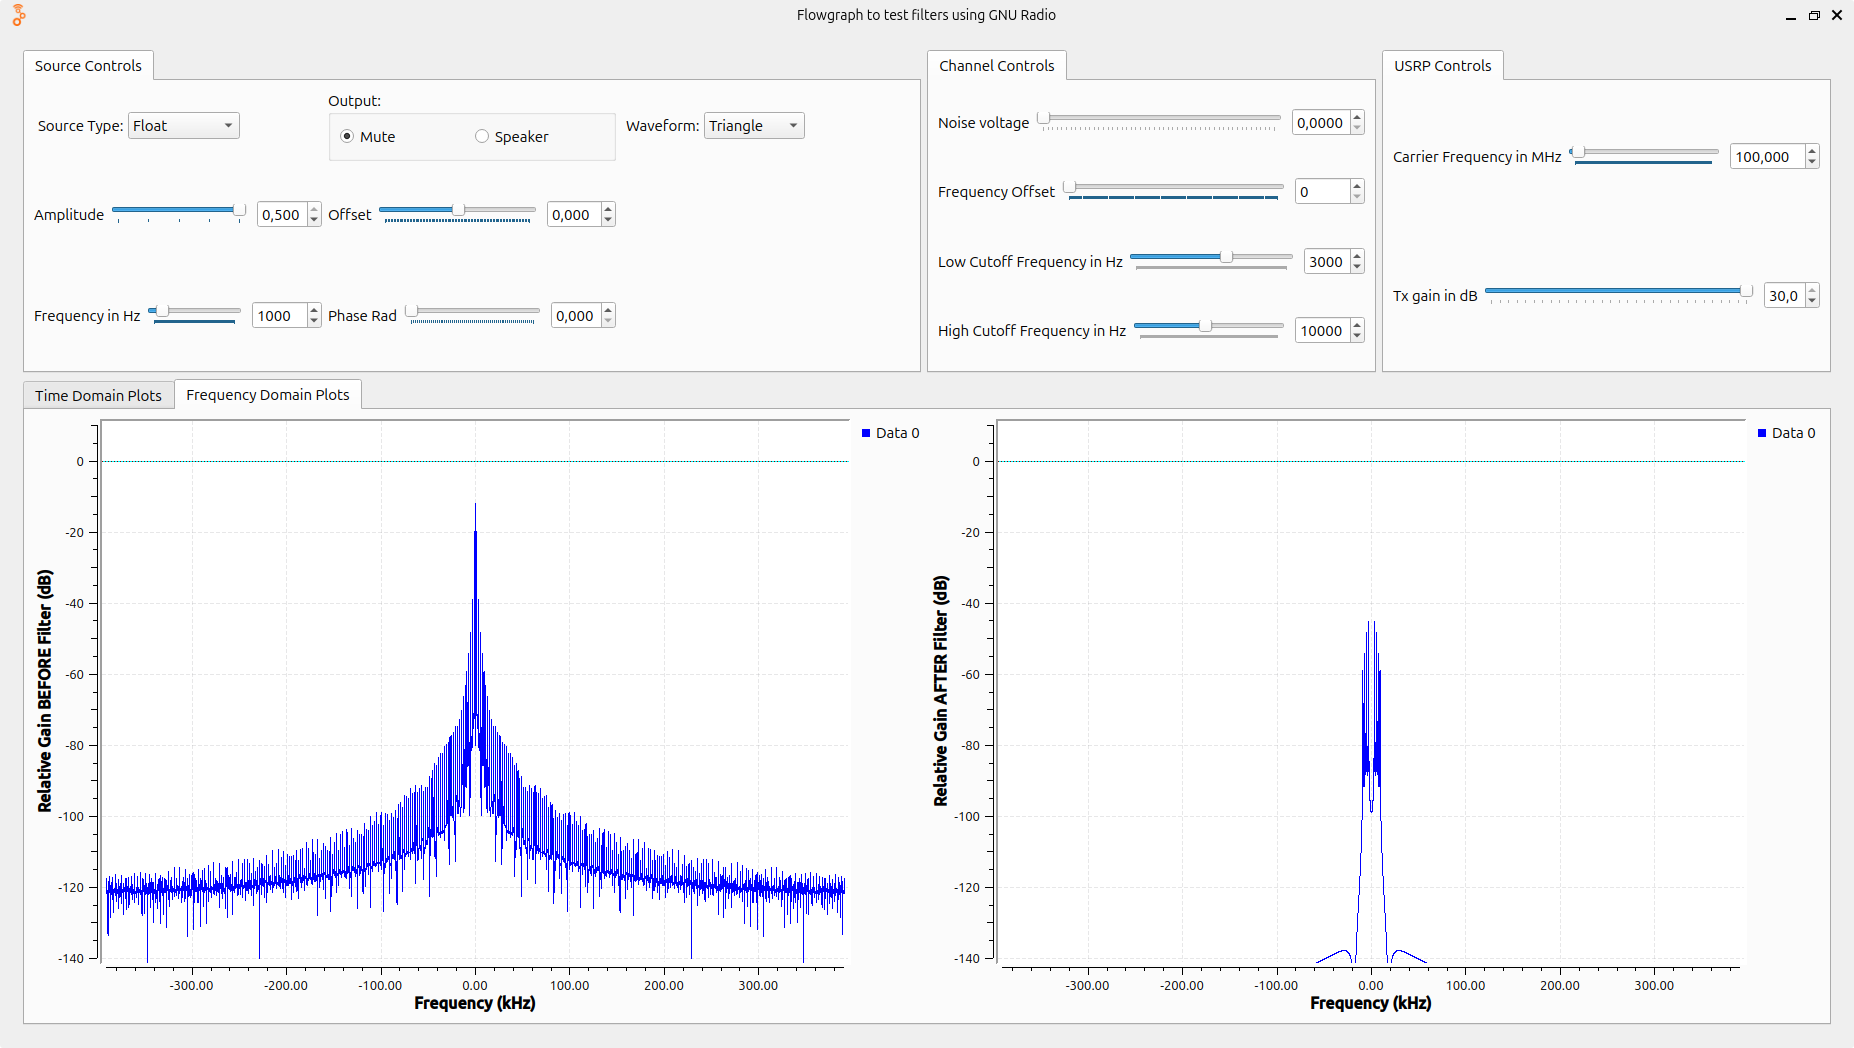 Flowgraph to test filters using GNU Radio
Source Controls
Source Type: Float
Output:
Mute
Speaker
Waveform: Triangle
Amplitude 0,500
Offset 0,000
Frequency in Hz 1000
Phase Rad 0,000
Channel Controls
Noise voltage 0,0000
Frequency Offset 0
Low Cutoff Frequency in Hz 3000
High Cutoff Frequency in Hz 10000
USRP Controls
Carrier Frequency in MHz 100,000
Tx gain in dB 30,0
Time Domain Plots
Frequency Domain Plots
Relative Gain BEFORE Filter (dB)
0
-20
-40
-60
-80
-100
-120
-140
-300.00 -200.00 -100.00 0.00 100.00 200.00 300.00
Frequency (kHz)
Data 0
Relative Gain AFTER Filter (dB)
0
-20
-40
-60
-80
-100
-120
-140
-300.00 -200.00 -100.00 0.00 100.00 200.00 300.00
Frequency (kHz)
Data 0